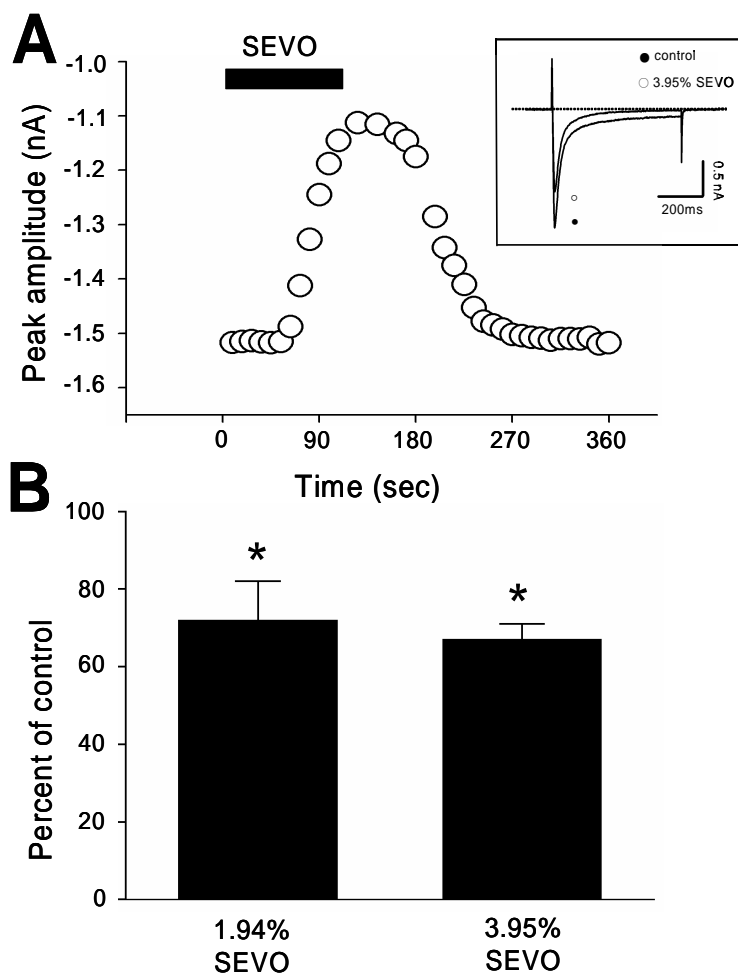 A
SEVO
Peak amplitude (nA)
-1.0
-1.1
-1.2
-1.3
-1.4
-1.5
-1.6
0 90 180 270 360
Time (sec)
control
3.95% SEVO
0.5 nA
200ms
B
Percent of control
100
80
60
40
20
0
* *
1.94% 3.95%
SEVO SEVO